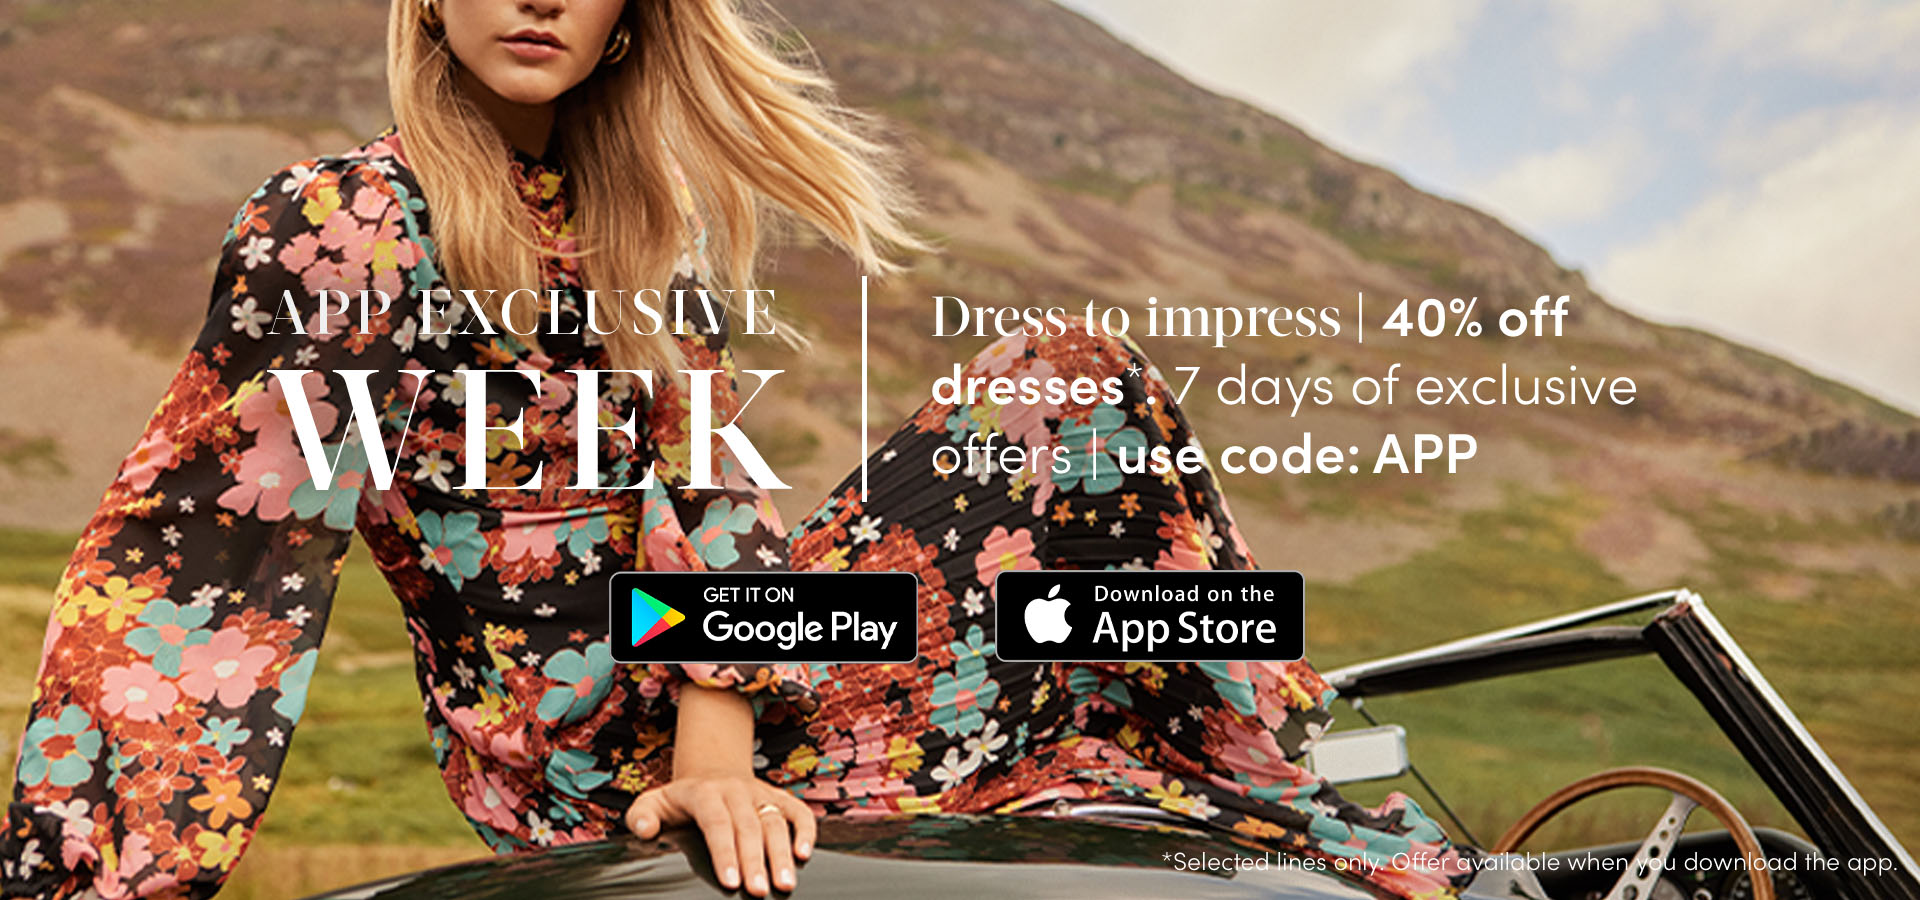 APP EXCLUSIVE
WEEK
Dress to impress | 40% off
dresses*. 7 days of exclusive
offers | use code: APP
GET IT ON
Google Play
Download on the
App Store
*Selected lines only. Offer available when you download the app.